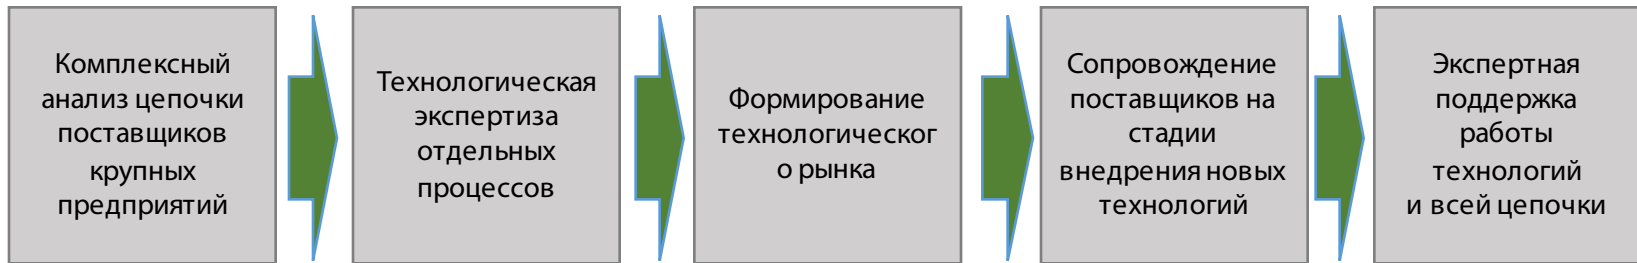 Комплексный
анализ цепочки
поставщиков
крупных
предприятий
Технологическая
экспертиза
отдельных
процессов
Формирование
технологическог
о рынка
Сопровождение
поставщиков на
стадии
внедрения новых
технологий
Экспертная
поддержка
работы
технологий
и всей цепочки